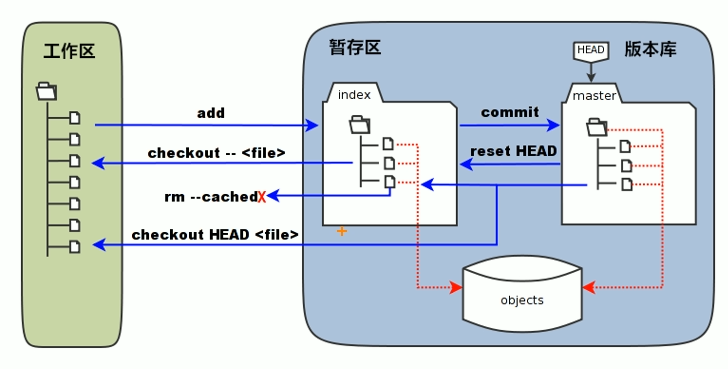 工作区
暂存区
HEAD
版本库
index
master
add
commit
checkout -- <file>
reset HEAD
rm --cachedX
checkout HEAD <file>
objects